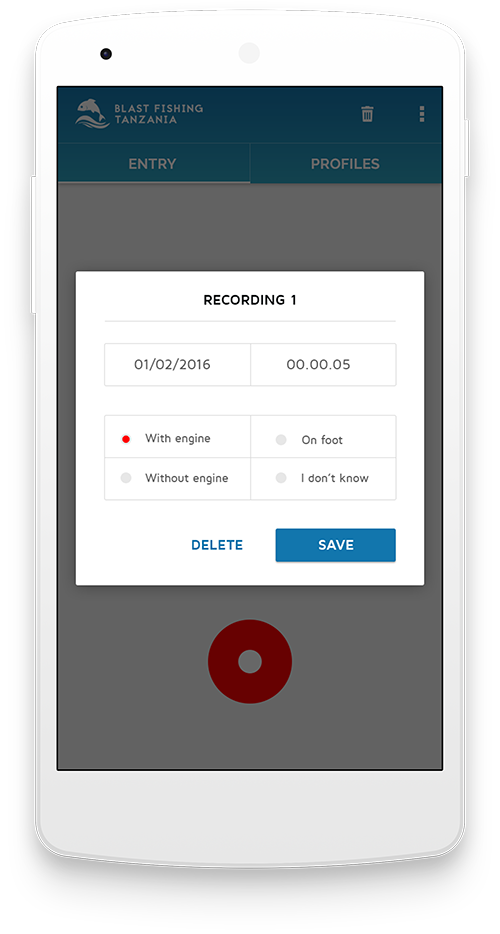 BLAST FISHING
TANZANIA
ENTRY PROFILES
RECORDING 1
01/02/2016 00.00.05
With engine On foot
Without engine I don't know
DELETE SAVE